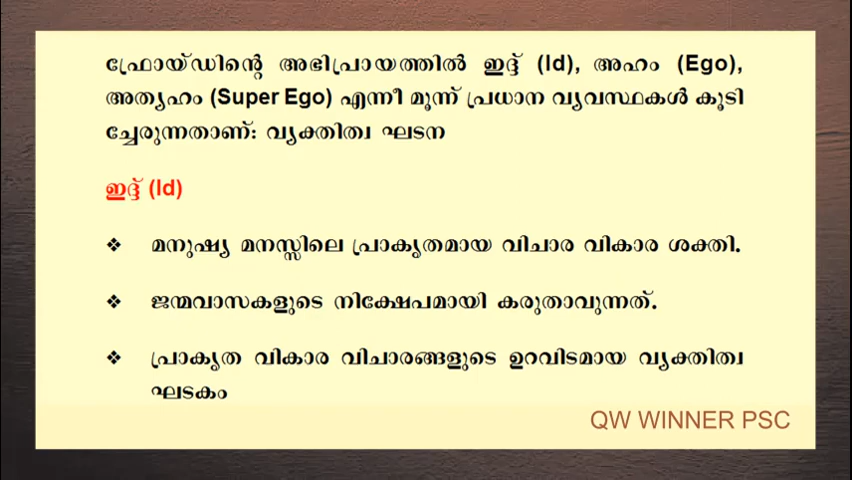 ഫ്രോയ്ഡിന്റെ അഭിപ്രായത്തിൽ ഇദ്ദ് (Id), അഹം (Ego),
അത്യഹം (Super Ego) എന്നീ മൂന്ന് പ്രധാന വ്യവസ്ഥകൾ കൂടി
ച്ചേരുന്നതാണ്: വ്യക്തിത്വ ഘടന
ഇദ്ദ് (Id)
❖ മനുഷ്യ മനസ്സിലെ പ്രാകൃതമായ വിചാര വികാര ശക്തി.
❖ ജന്മവാസകളുടെ നിക്ഷേപമായി കരുതാവുന്നത്.
❖ പ്രാകൃത വികാര വിചാരങ്ങളുടെ ഉറവിടമായ വ്യക്തിത്വ
ഘടകം
QW WINNER PSC